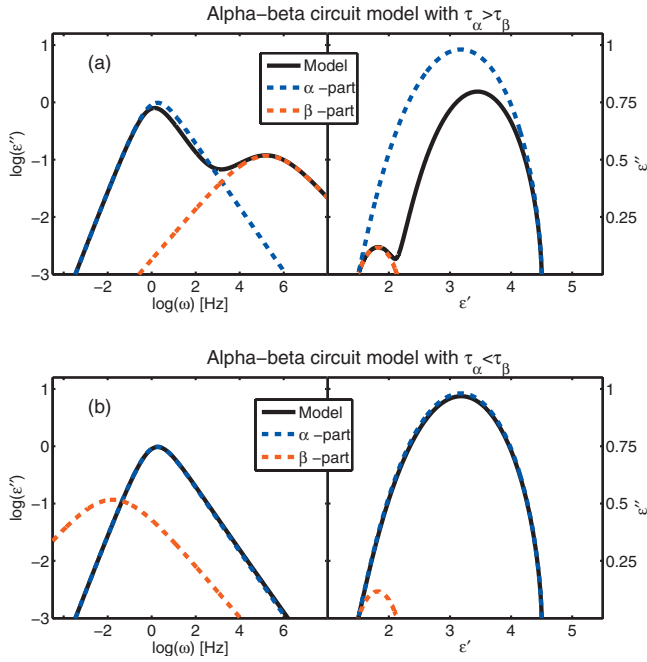 Alpha−beta circuit model with τα>τβ
(a)
Model
α −part
β −part
1
0
−1
−2
−3
log(ε″)
−2 0 2 4 6
log(ω) [Hz]
1
0.75
0.5
0.25
ε″
2 3 4 5
ε′
Alpha−beta circuit model with τα<τβ
(b)
Model
α −part
β −part
1
0
−1
−2
−3
log(ε″)
−2 0 2 4 6
log(ω) [Hz]
1
0.75
0.5
0.25
ε″
2 3 4 5
ε′